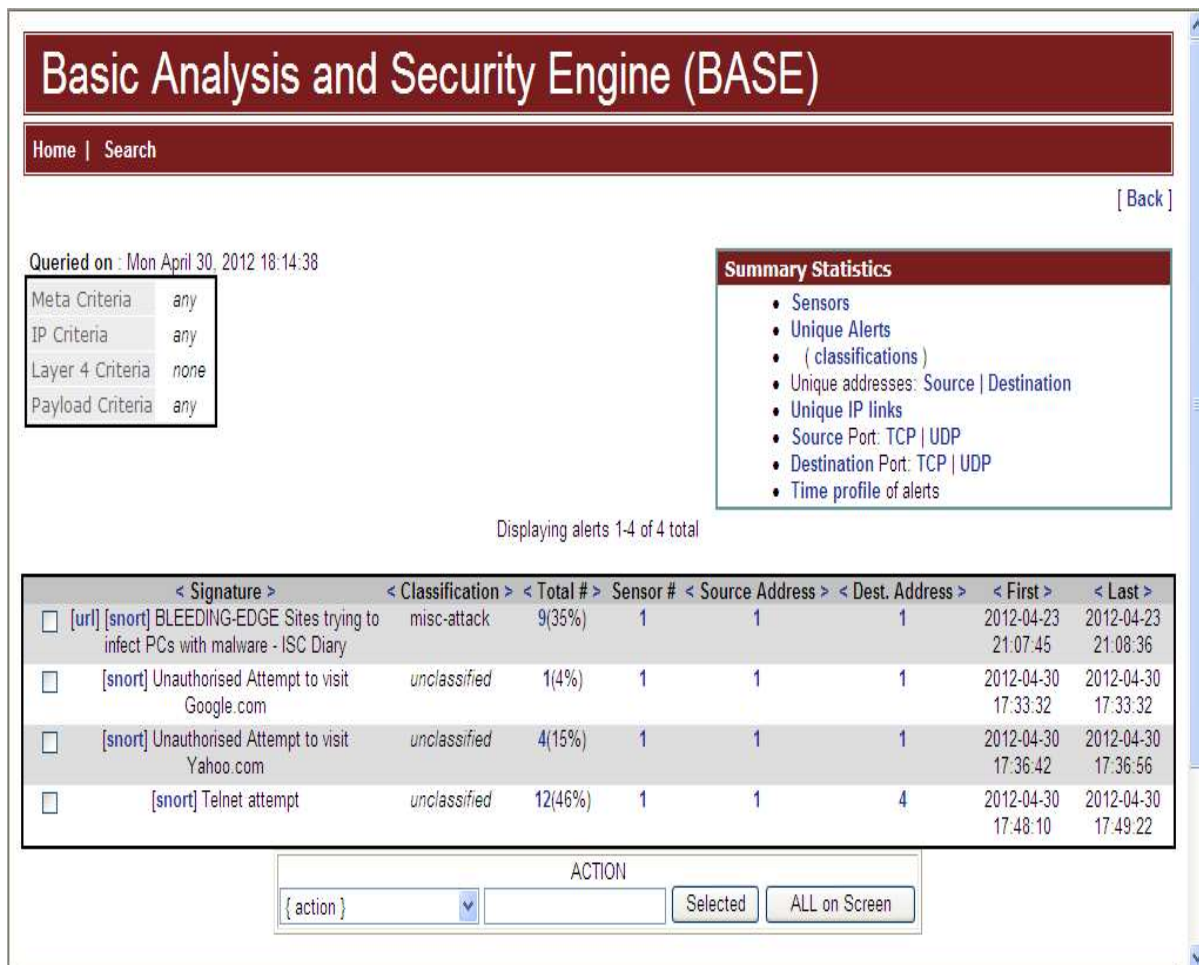 Basic Analysis and Security Engine (BASE)
Home | Search
[ Back ]
Queried on : Mon April 30, 2012 18:14:38
Meta Criteria any
IP Criteria any
Layer 4 Criteria none
Payload Criteria any
Summary Statistics
• Sensors
• Unique Alerts
• ( classifications )
• Unique addresses: Source | Destination
• Unique IP links
• Source Port: TCP | UDP
• Destination Port: TCP | UDP
• Time profile of alerts
Displaying alerts 1-4 of 4 total
< Signature > < Classification > < Total # > Sensor # < Source Address > < Dest. Address > < First > < Last >
[url] [snort] BLEEDING-EDGE Sites trying to misc-attack 9(35%) 1 1 1 2012-04-23 2012-04-23
infect PCs with malware - ISC Diary 21:07:45 21:08:36
[snort] Unauthorised Attempt to visit unclassified 1(4%) 1 1 1 2012-04-30 2012-04-30
Google.com 17:33:32 17:33:32
[snort] Unauthorised Attempt to visit unclassified 4(15%) 1 1 1 2012-04-30 2012-04-30
Yahoo.com 17:36:42 17:36:56
[snort] Telnet attempt unclassified 12(46%) 1 1 4 2012-04-30 2012-04-30
17:48:10 17:49:22
ACTION
{ action } Selected ALL on Screen